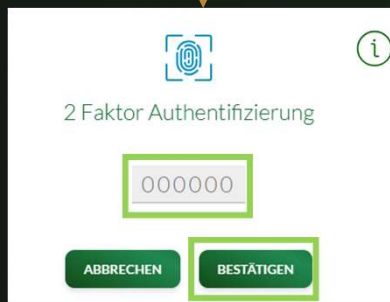 i
2 Faktor Authentifizierung
000000
ABBRECHEN BESTÄTIGEN